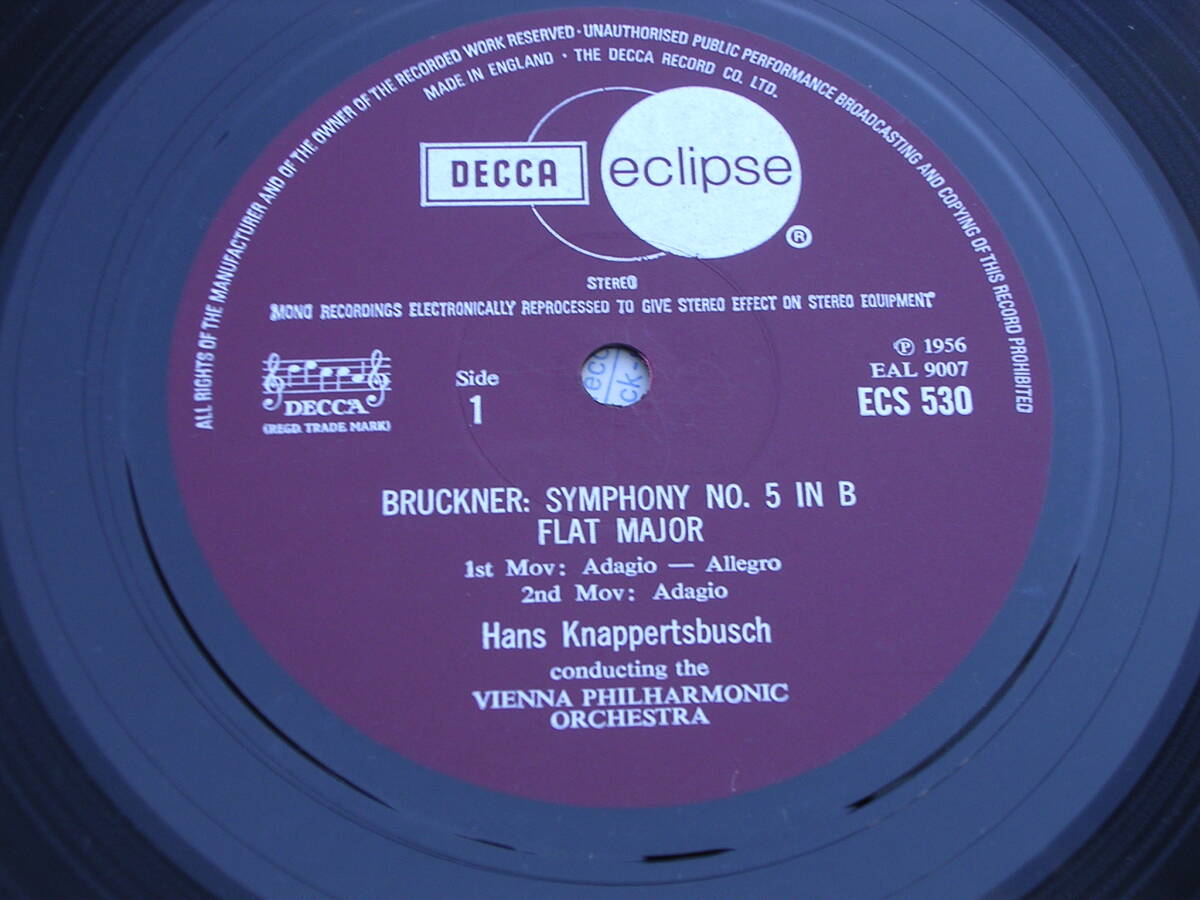 ALL RIGHTS OF THE MANUFACTURER AND OF THE OWNER OF THE RECORDED WORK RESERVED · UNAUTHORISED PUBLIC PERFORMANCE BROADCASTING AND COPYING OF THIS RECORD PROHIBITED
MADE IN ENGLAND · THE DECCA RECORD CO. LTD.
DECCA eclipse
®
STEREO
MONO RECORDINGS ELECTRONICALLY REPROCESSED TO GIVE STEREO EFFECT ON STEREO EQUIPMENT
DECCA
(REGD. TRADE MARK)
Side
1
℗ 1956
EAL 9007
ECS 530
BRUCKNER: SYMPHONY NO. 5 IN B
FLAT MAJOR
1st Mov: Adagio — Allegro
2nd Mov: Adagio
Hans Knappertsbusch
conducting the
VIENNA PHILHARMONIC
ORCHESTRA